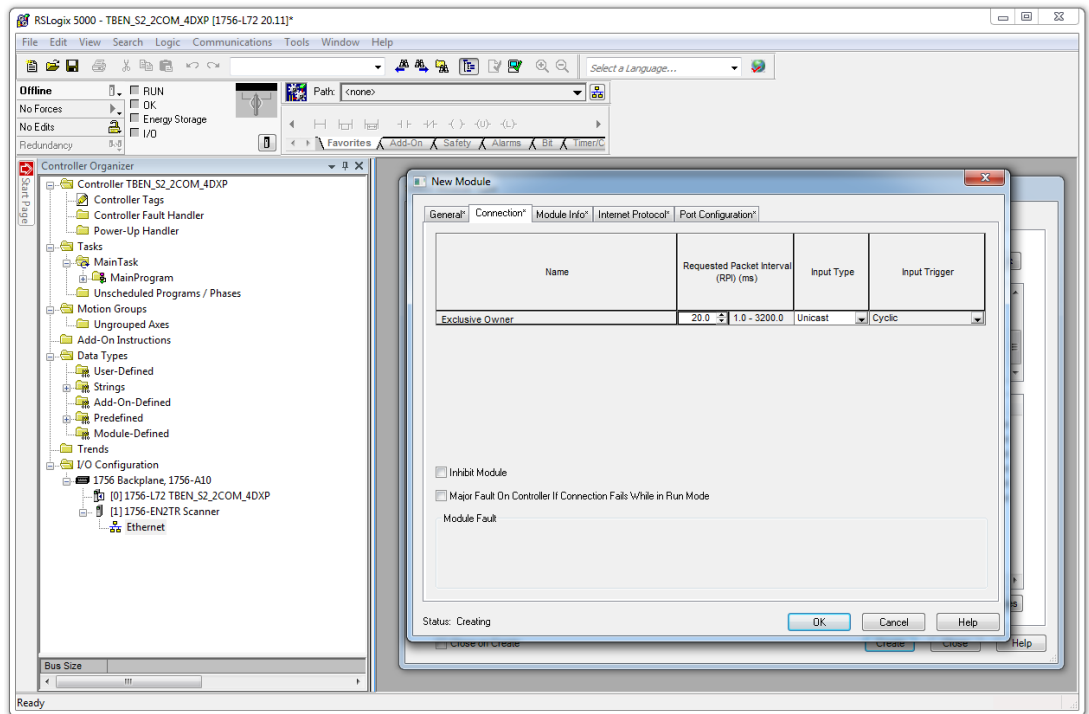 RSLogix 5000 - TBEN_S2_2COM_4DXP [1756-L72 20.11]*
File Edit View Search Logic Communications Tools Window Help
Select a Language...
Offline
RUN
Path: <none>
No Forces
OK
No Edits
Energy Storage
I/O
Redundancy
Favorites Add-On Safety Alarms Bit Timer/C
Start Page
Controller Organizer
Controller TBEN_S2_2COM_4DXP
Controller Tags
Controller Fault Handler
Power-Up Handler
Tasks
MainTask
MainProgram
Unscheduled Programs / Phases
Motion Groups
Ungrouped Axes
Add-On Instructions
Data Types
User-Defined
Strings
Add-On-Defined
Predefined
Module-Defined
Trends
I/O Configuration
1756 Backplane, 1756-A10
[0] 1756-L72 TBEN_S2_2COM_4DXP
[1] 1756-EN2TR Scanner
Ethernet
Bus Size
Ready
New Module
General* Connection* Module Info* Internet Protocol* Port Configuration*
Name Requested Packet Interval (RPI) (ms) Input Type Input Trigger
Exclusive Owner 20.0 1.0 - 3200.0 Unicast Cyclic
Inhibit Module
Major Fault On Controller If Connection Fails While in Run Mode
Module Fault
Status: Creating
OK Cancel Help
Close on Create Create Close Help